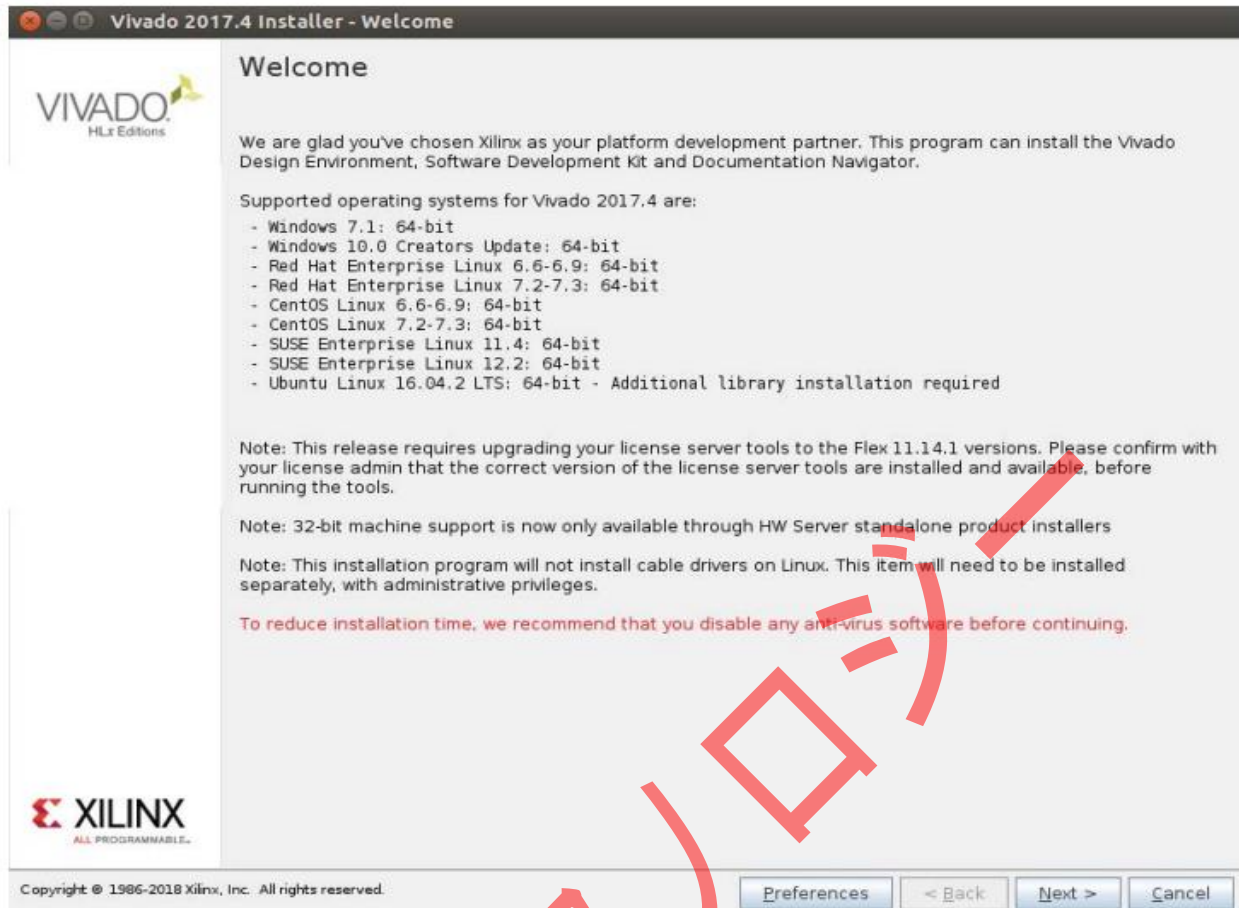 Vivado 2017.4 Installer - Welcome
VIVADO.
HLx Editions
Welcome
We are glad you've chosen Xilinx as your platform development partner. This program can install the Vivado
Design Environment, Software Development Kit and Documentation Navigator.
Supported operating systems for Vivado 2017.4 are:
- Windows 7.1: 64-bit
- Windows 10.0 Creators Update: 64-bit
- Red Hat Enterprise Linux 6.6-6.9: 64-bit
- Red Hat Enterprise Linux 7.2-7.3: 64-bit
- CentOS Linux 6.6-6.9: 64-bit
- CentOS Linux 7.2-7.3: 64-bit
- SUSE Enterprise Linux 11.4: 64-bit
- SUSE Enterprise Linux 12.2: 64-bit
- Ubuntu Linux 16.04.2 LTS: 64-bit - Additional library installation required
Note: This release requires upgrading your license server tools to the Flex 11.14.1 versions. Please confirm with
your license admin that the correct version of the license server tools are installed and available, before
running the tools.
Note: 32-bit machine support is now only available through HW Server standalone product installers
Note: This installation program will not install cable drivers on Linux. This item will need to be installed
separately, with administrative privileges.
To reduce installation time, we recommend that you disable any anti-virus software before continuing.
ロジー
XILINX
ALL PROGRAMMABLE.
Copyright © 1986-2018 Xilinx, Inc. All rights reserved.
Preferences
< Back
Next >
Cancel